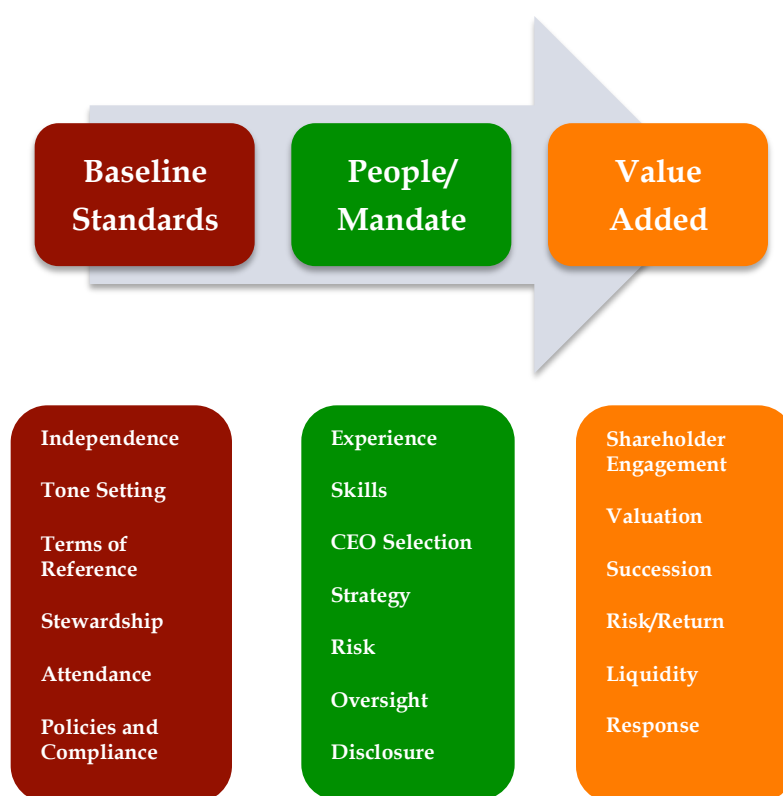 Baseline
Standards
People/
Mandate
Value
Added
Independence
Tone Setting
Terms of
Reference
Stewardship
Attendance
Policies and
Compliance
Experience
Skills
CEO Selection
Strategy
Risk
Oversight
Disclosure
Shareholder
Engagement
Valuation
Succession
Risk/Return
Liquidity
Response